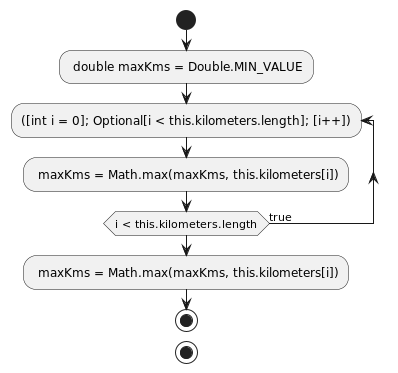 double maxKms = Double.MIN_VALUE
([int i = 0]; Optional[i < this.kilometers.length]; [i++])
maxKms = Math.max(maxKms, this.kilometers[i])
i < this.kilometers.length
true
maxKms = Math.max(maxKms, this.kilometers[i])